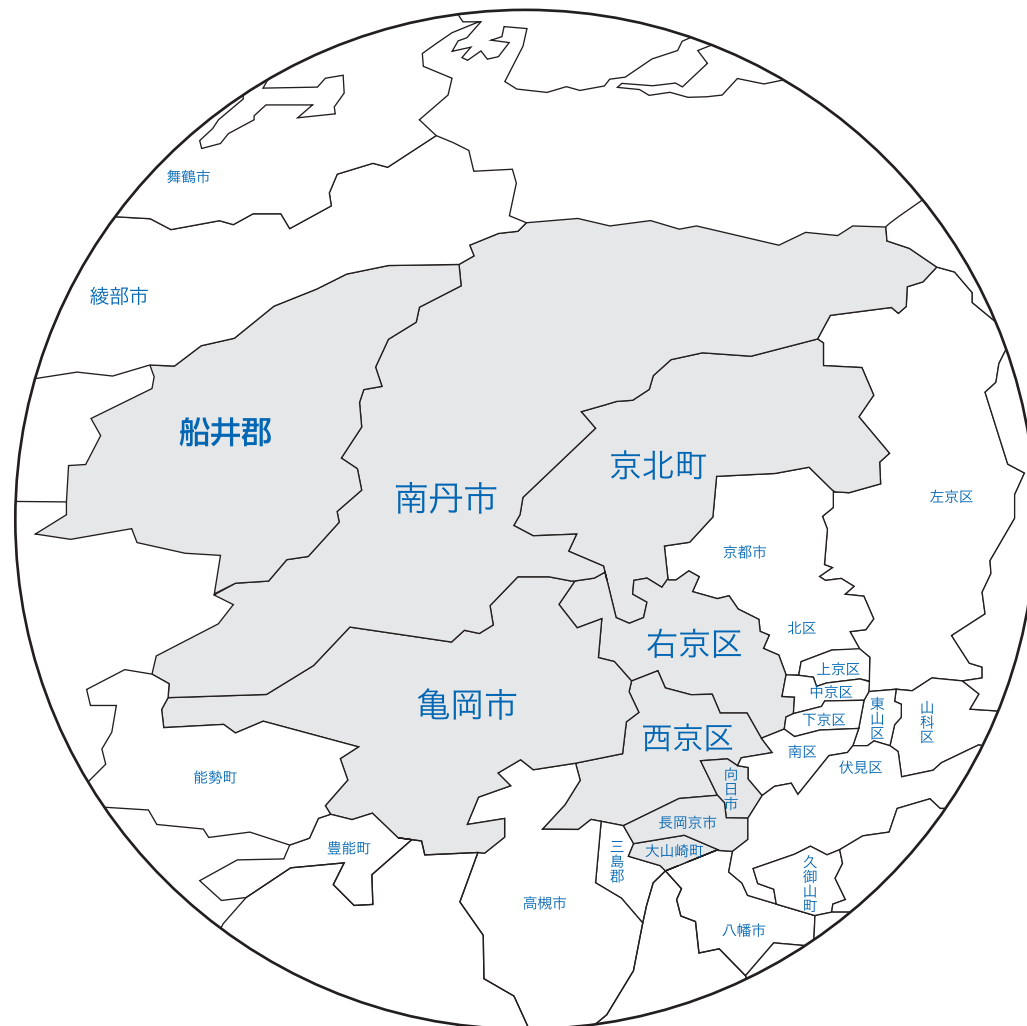 舞鶴市
綾部市
船井郡
京北町
南丹市
左京区
京都市
北区
右京区
上京区
中京区
亀岡市
下京区
東山区
山科区
西京区
南区
伏見区
能勢町
向日市
長岡京市
豊能町
三島郡
大山崎町
久御山町
高槻市
八幡市